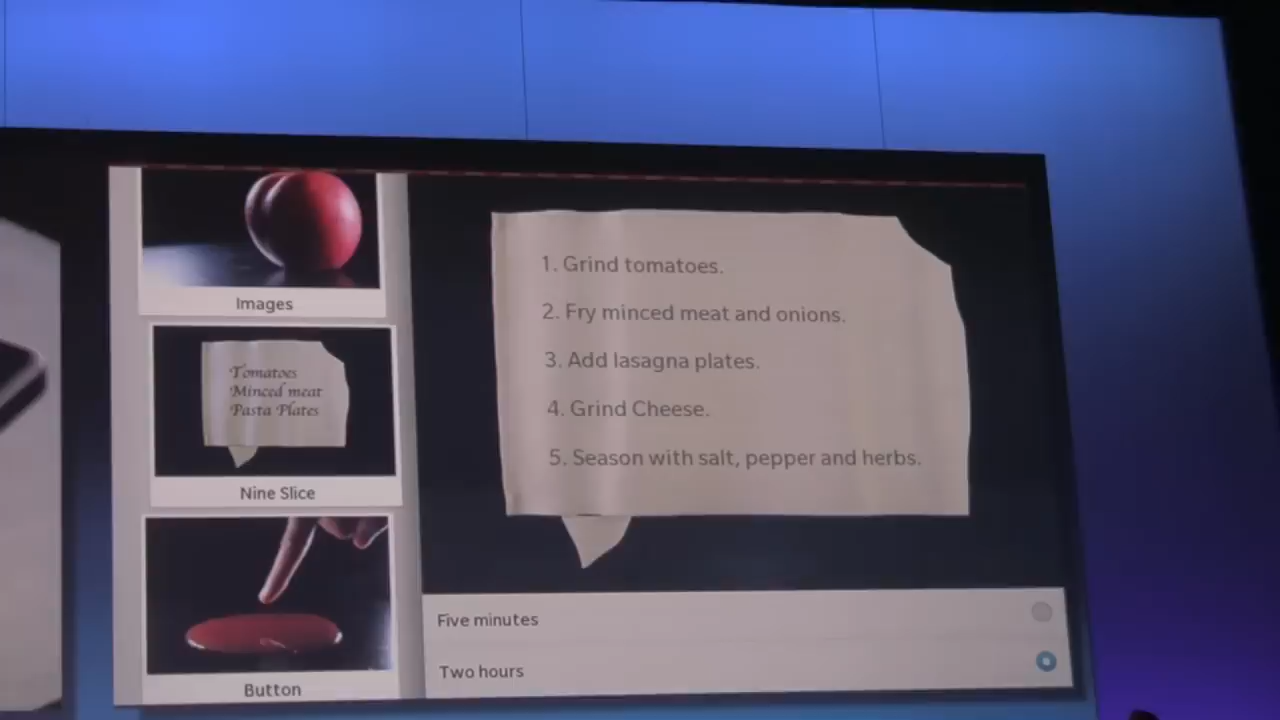 Images
Tomatoes
Minced meat
Pasta Plates
Nine Slice
Button
1. Grind tomatoes.
2. Fry minced meat and onions.
3. Add lasagna plates.
4. Grind Cheese.
5. Season with salt, pepper and herbs.
Five minutes
Two hours